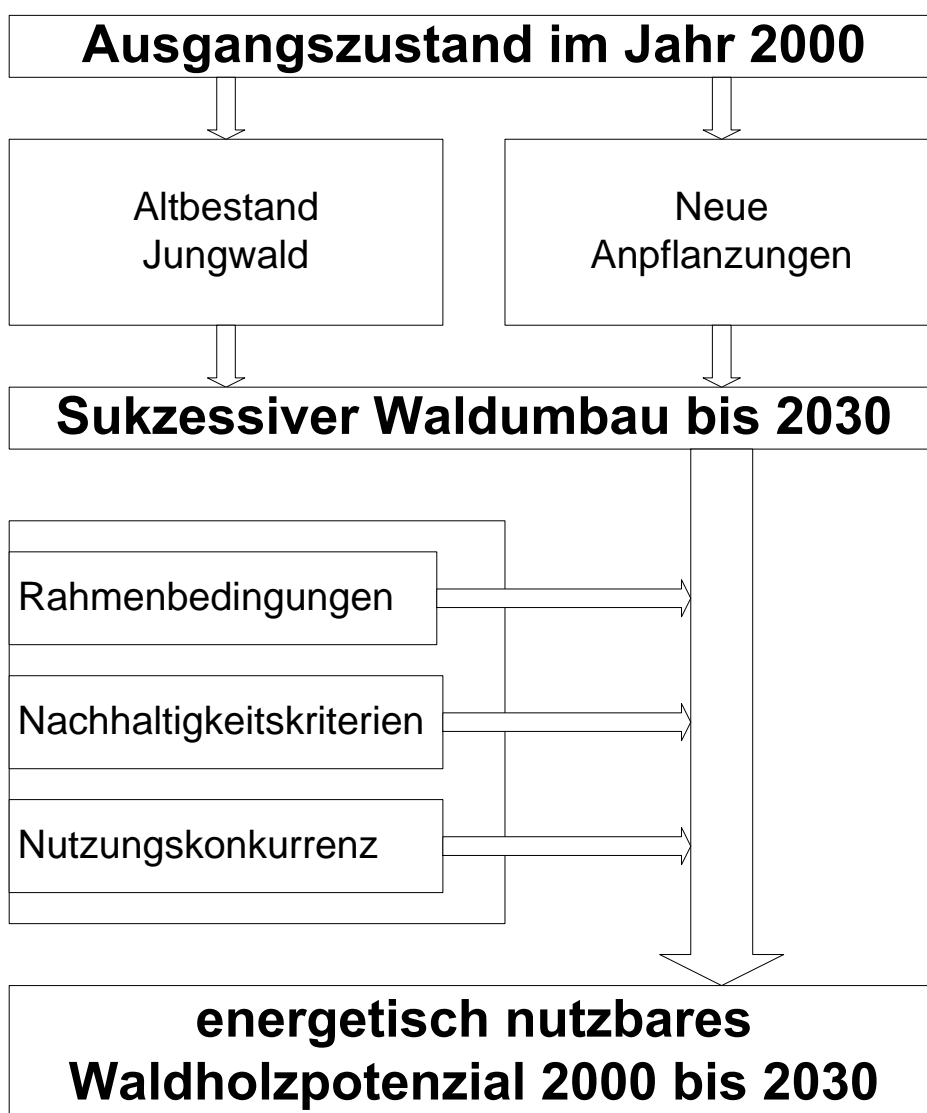 Ausgangszustand im Jahr 2000
Altbestand
Jungwald
Neue
Anpflanzungen
Sukzessiver Waldumbau bis 2030
Rahmenbedingungen
Nachhaltigkeitskriterien
Nutzungskonkurrenz
energetisch nutzbares
Waldholzpotenzial 2000 bis 2030